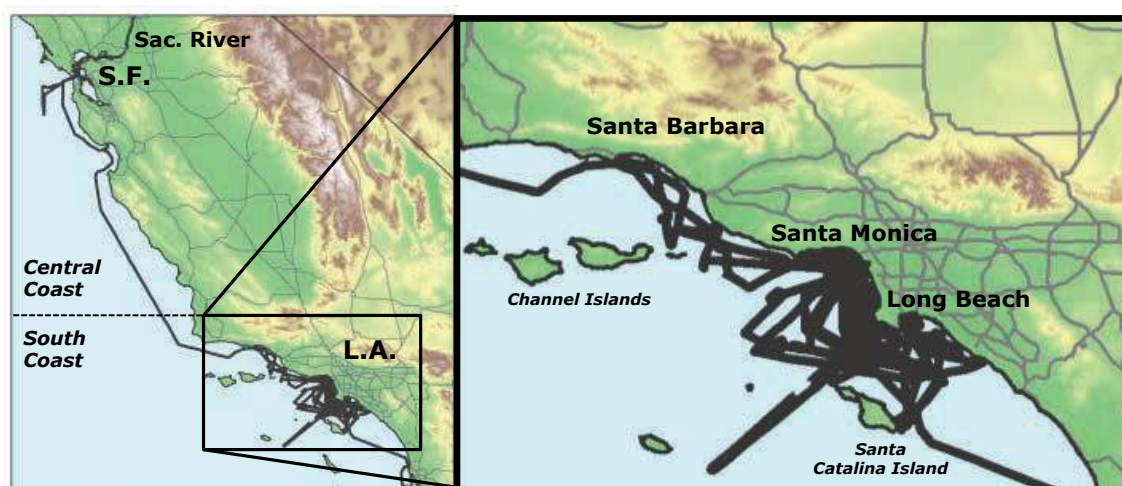 Sac. River
S.F.
Central
Coast
South
Coast
L.A.
Santa Barbara
Santa Monica
Channel Islands
Long Beach
Santa
Catalina Island